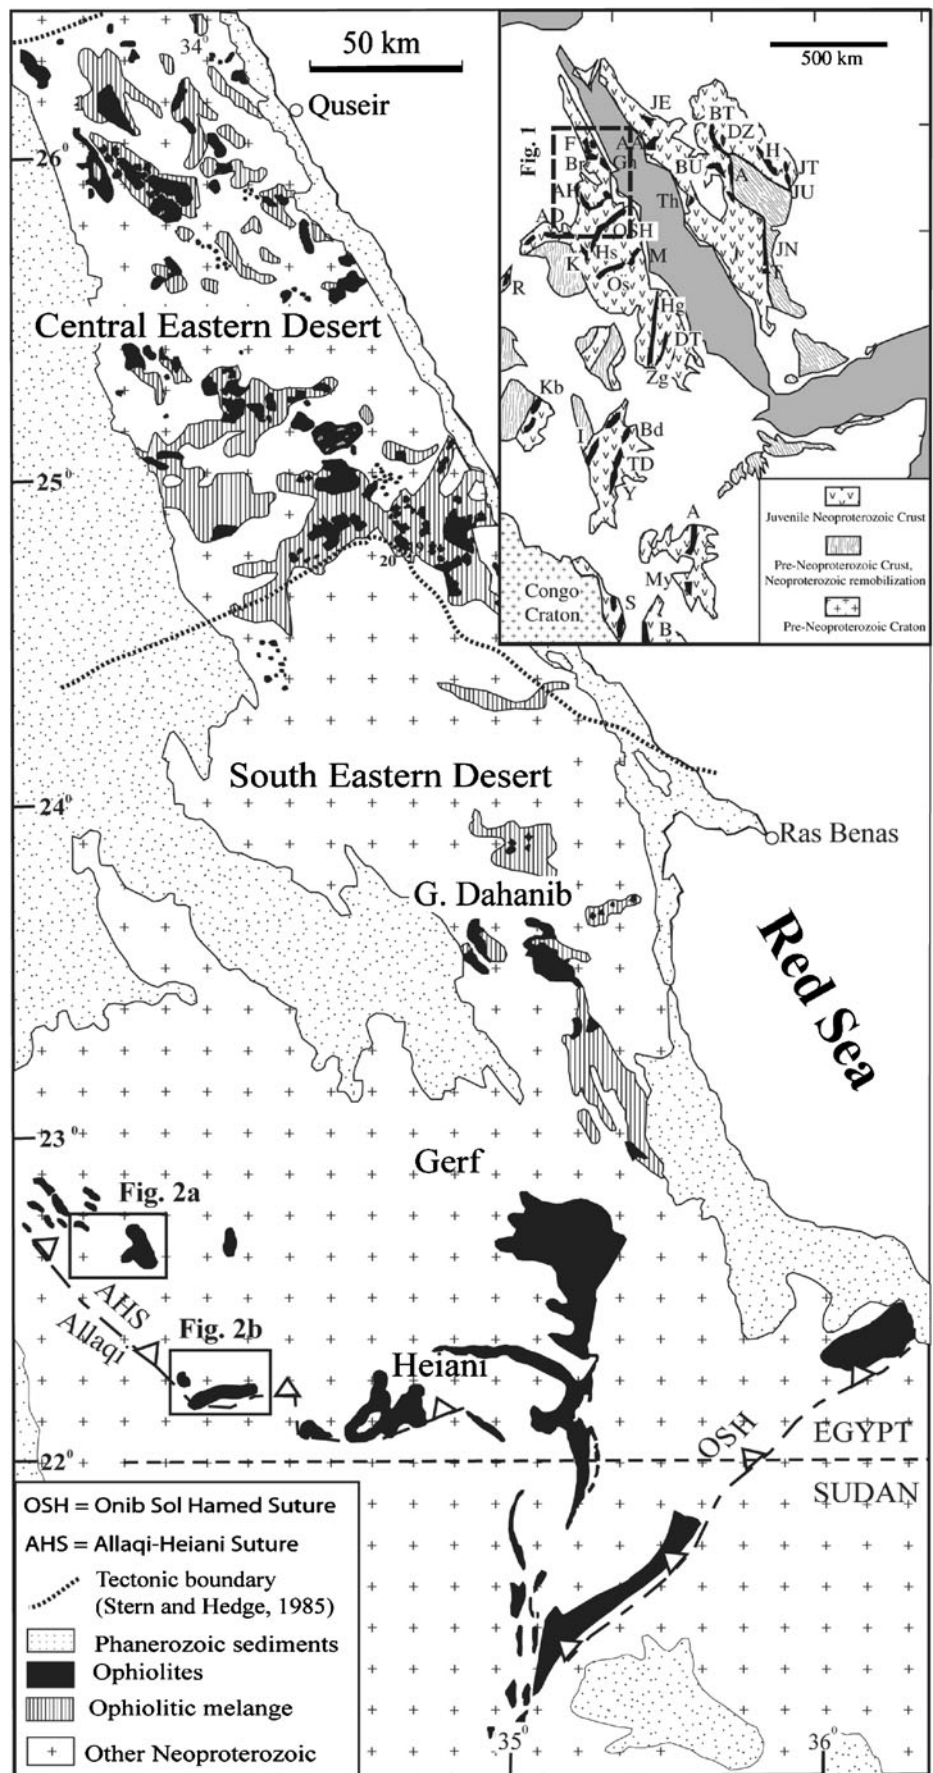 34°
50 km
Quseir
26°
Central Eastern Desert
25°
20
South Eastern Desert
24°
Ras Benas
G. Dahanib
Red Sea
23°
Gerf
Fig. 2a
AHS
Allaqi
Fig. 2b
Heiani
OSH
EGYPT
22°
SUDAN
35°
36°
500 km
Fig. 1
JE
BT
DZ
F
H
JT
BU
A
JU
Th
AD
OSH
JN
Hs
M
K
T
R
Os
Hg
DT
Zg
Kb
I
Bd
TD
Y
A
My
Congo
Craton
S
B
Juvenile Neoproterozoic Crust
Pre-Neoproterozoic Crust,
Neoproterozoic remobilization
Pre-Neoproterozoic Craton
OSH = Onib Sol Hamed Suture
AHS = Allaqi-Heiani Suture
Tectonic boundary
(Stern and Hedge, 1985)
Phanerozoic sediments
Ophiolites
Ophiolitic melange
Other Neoproterozoic